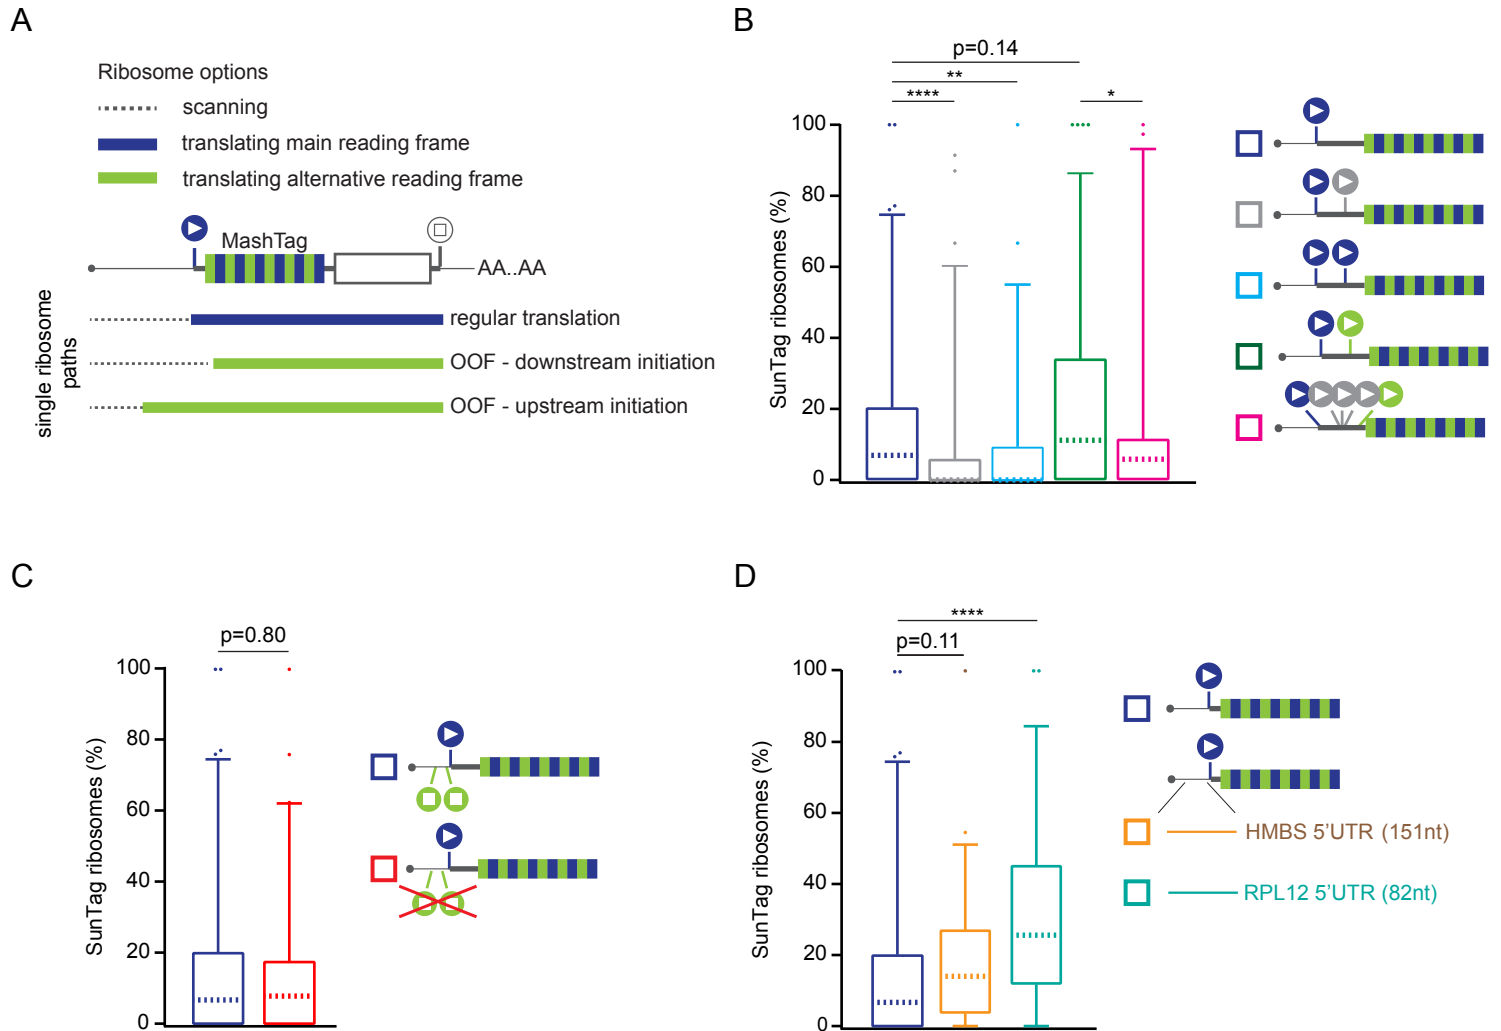 A
Ribosome options
scanning
translating main reading frame
translating alternative reading frame
MashTag
AA..AA
single ribosome
paths
regular translation
OOF - downstream initiation
OOF - upstream initiation
B
p=0.14
**
****
*
SunTag ribosomes (%)
100
80
60
40
20
0
C
p=0.80
SunTag ribosomes (%)
100
80
60
40
20
0
D
****
p=0.11
SunTag ribosomes (%)
100
80
60
40
20
0
HMBS 5'UTR (151nt)
RPL12 5'UTR (82nt)